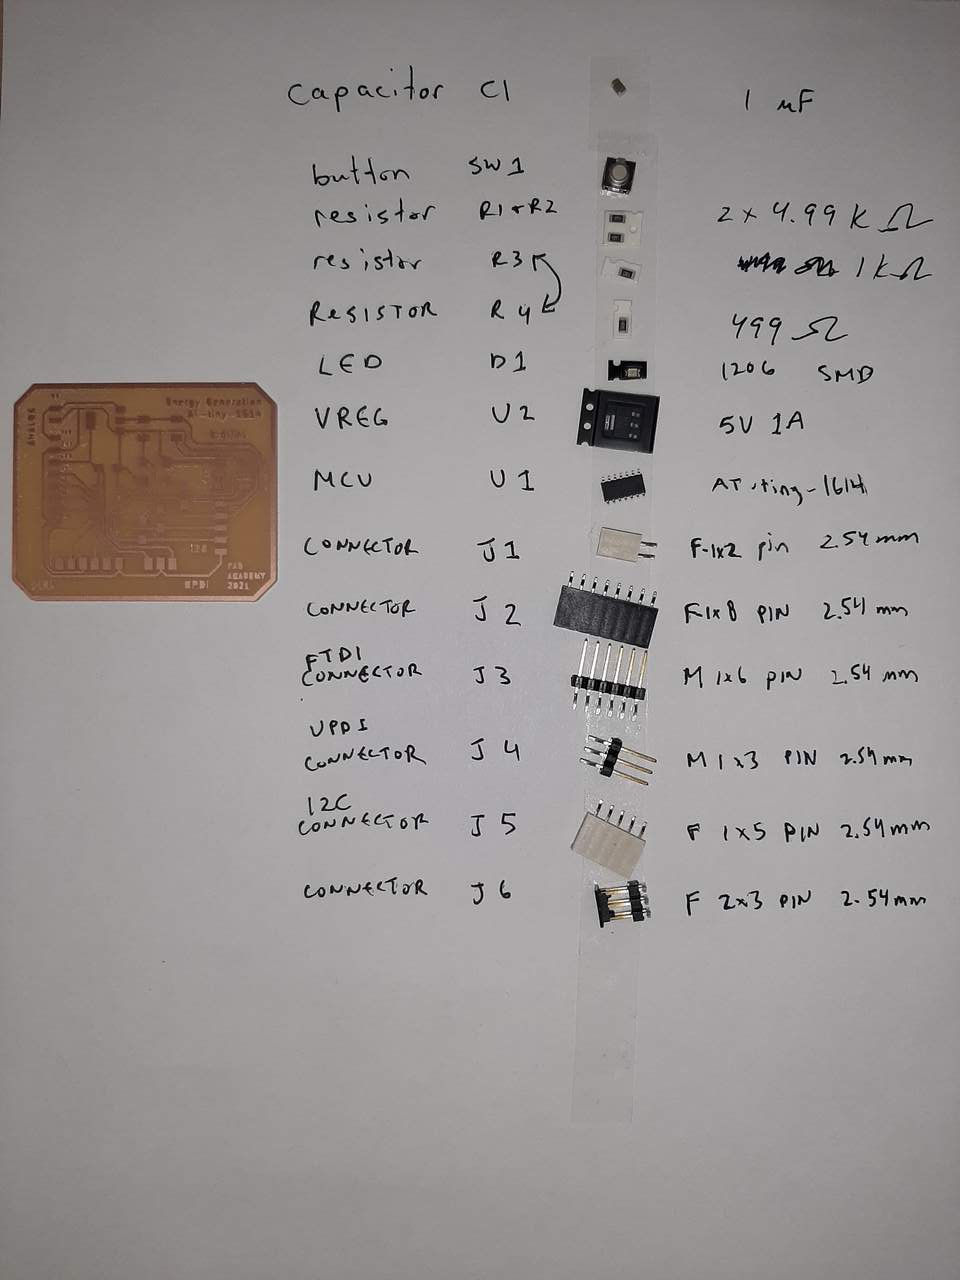 Capacitor C1 1 uF
button SW1
resistor R1+R2 2 x 4.99 K Ω
resistor R3 1 KΩ
Resistor R4 499 Ω
LED D1 1206 SMD
VREG U2 5V 1A
MCU U1 AT-tiny-1614
CONNECTOR J1 F-1x2 pin 2.54mm
CONNECTOR J2 F1x8 PIN 2.54 mm
FTDI
CONNECTOR J3 M 1x6 PIN 2.54 mm
UPDI
CONNECTOR J4 M 1x3 PIN 2.54mm
I2C
CONNECTOR J5 F 1x5 PIN 2.54mm
CONNECTOR J6 F 2x3 PIN 2.54mm
Energy Generation
AT-tiny-1614
ANALOG
I2C
FAB
ACADEMY
2021
UPDI